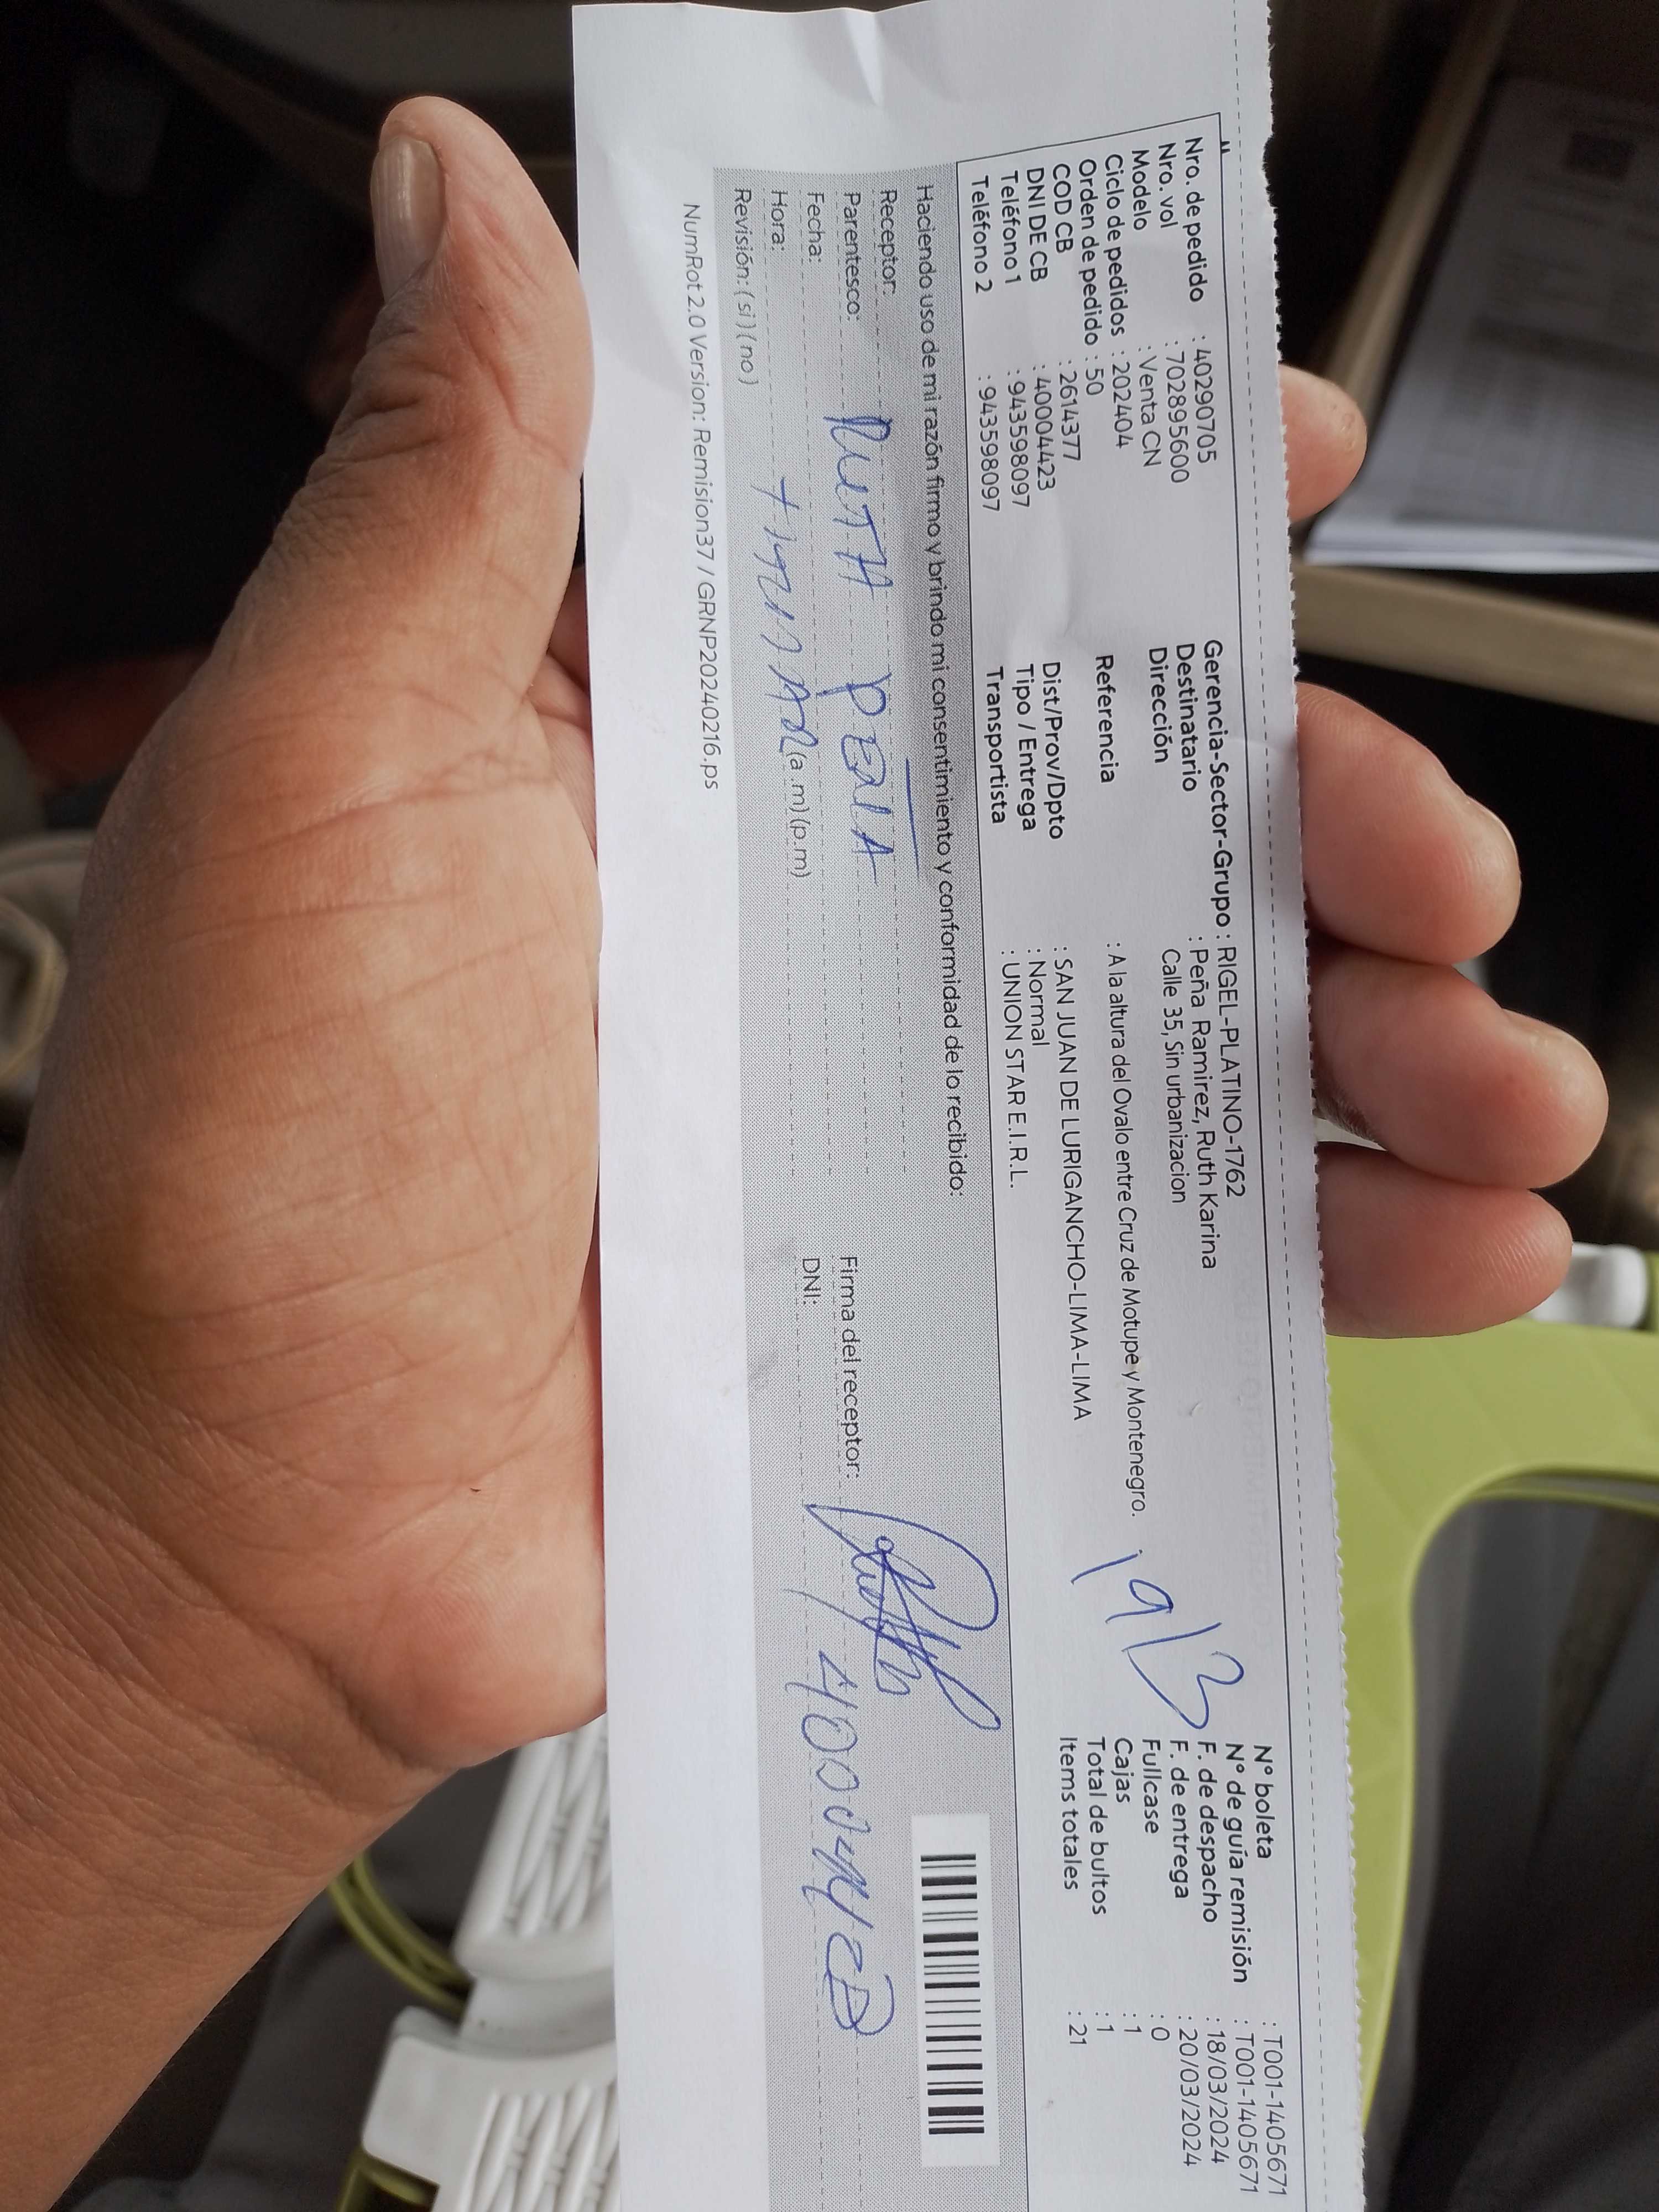 Nro. de pedido : 40290705
Nro. vol : 702895600
Modelo : Venta CN
Ciclo de pedidos : 202404
Orden de pedido : 50
COD CB : 2614377
DNI DE CB : 40004423
Teléfono 1 : 943598097
Teléfono 2 : 943598097
Gerencia-Sector-Grupo : RIGEL-PLATINO-1762
Destinatario : Peña Ramirez, Ruth Karina
Dirección Calle 35, Sin urbanizacion
Referencia : A la altura del Ovalo entre Cruz de Motupe y Montenegro.
Dist/Prov/Dpto : SAN JUAN DE LURIGANCHO-LIMA-LIMA
Tipo / Entrega : Normal
Transportista : UNION STAR E.I.R.L.
N° boleta : T001-1405671
N° de guía remisión : T001-1405671
F. de despacho : 18/03/2024
F. de entrega : 20/03/2024
Fullcase : 0
Cajas : 1
Total de bultos : 1
Items totales : 21
Haciendo uso de mi razón firmo y brindo mi consentimiento y conformidad de lo recibido:
Receptor: RUTH
Parentesco:
Fecha:
Hora: (a.m) (p.m)
Revisión: (si) (no)
Firma del receptor:
DNI:
NumRot 2.0 Version: Remision37 / GRNP20240216.ps